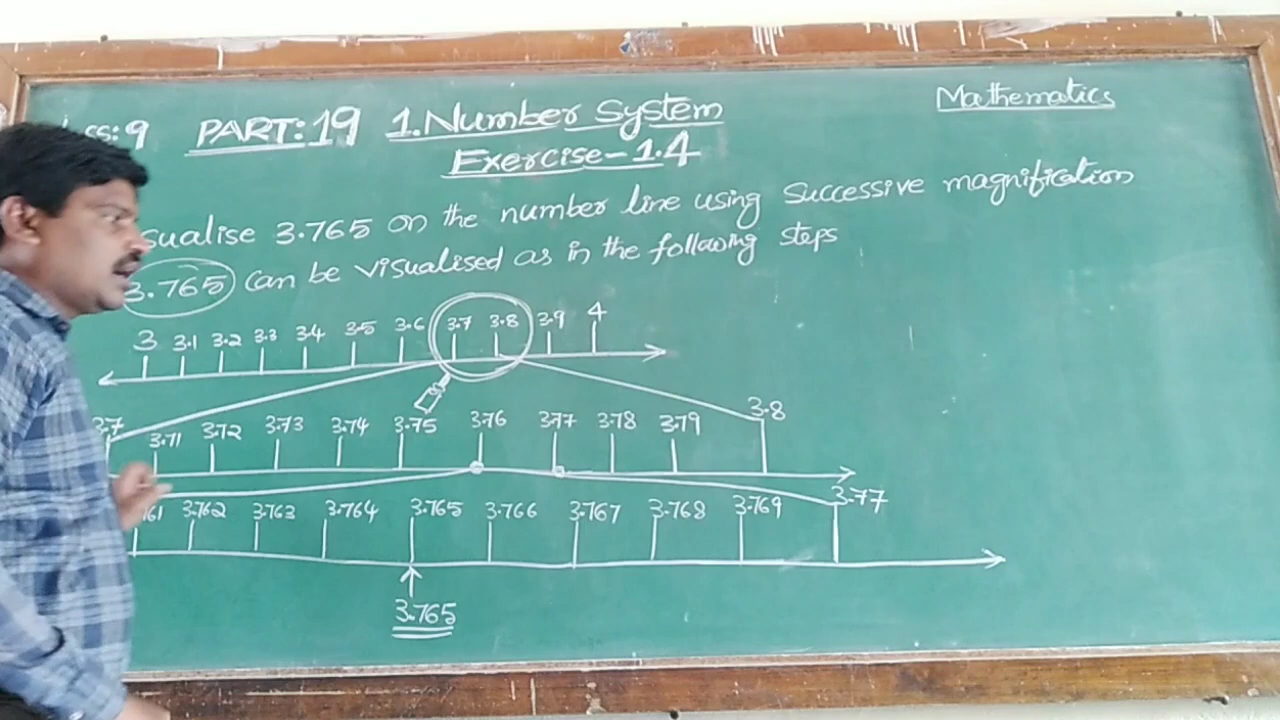 ss: 9 PART: 19 1. Number System Mathematics
Exercise-1.4
sualise 3.765 on the number line using successive magnification
3.765 can be visualised as in the following steps
3 3.1 3.2 3.3 3.4 3.5 3.6 3.7 3.8 3.9 4
3.7 3.71 3.72 3.73 3.74 3.75 3.76 3.77 3.78 3.79 3.8
761 3.762 3.763 3.764 3.765 3.766 3.767 3.768 3.769 3.77
3.765